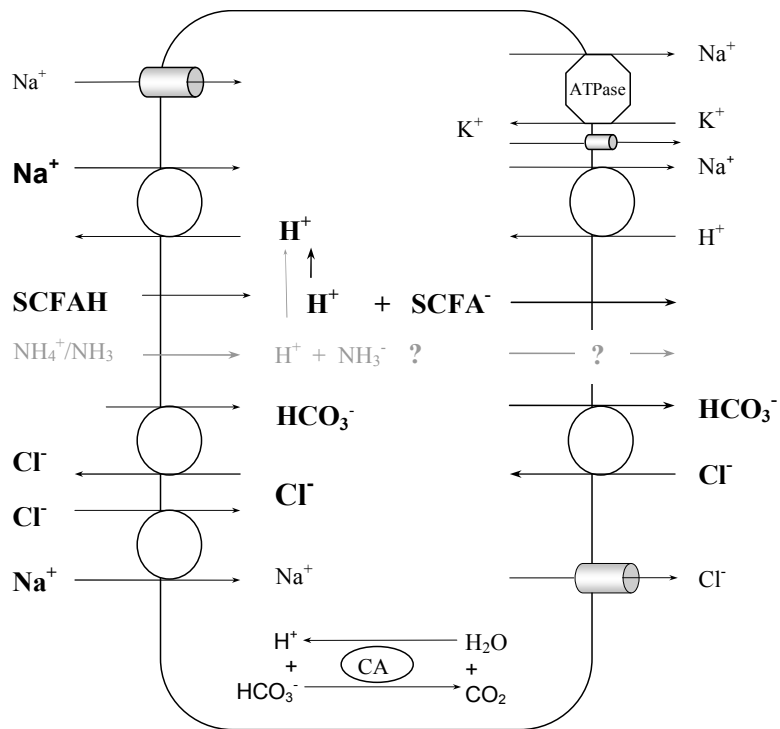 Na⁺ Na⁺
ATPase
K⁺ K⁺
Na⁺ Na⁺
H⁺ H⁺
SCFAH H⁺ + SCFA⁻
NH₄⁺/NH₃ H⁺ + NH₃⁻ ? ?
HCO₃⁻ HCO₃⁻
Cl⁻ Cl⁻
Cl⁻ Cl⁻
Na⁺ Na⁺ Cl⁻
H⁺ H₂O
+ CA +
HCO₃⁻ CO₂